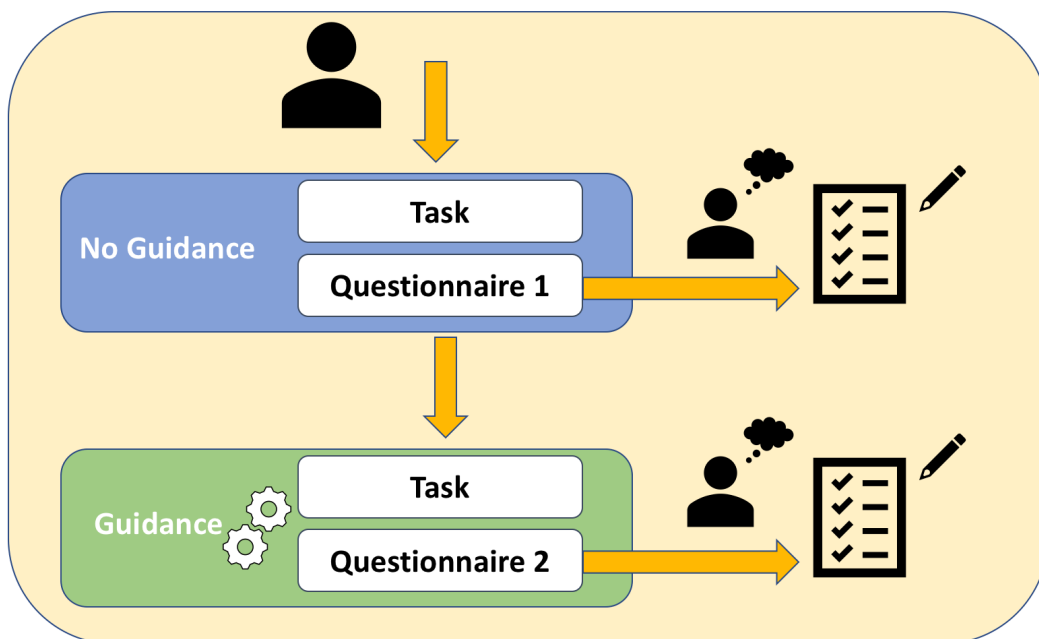 No Guidance
Task
Questionnaire 1
Guidance
Task
Questionnaire 2